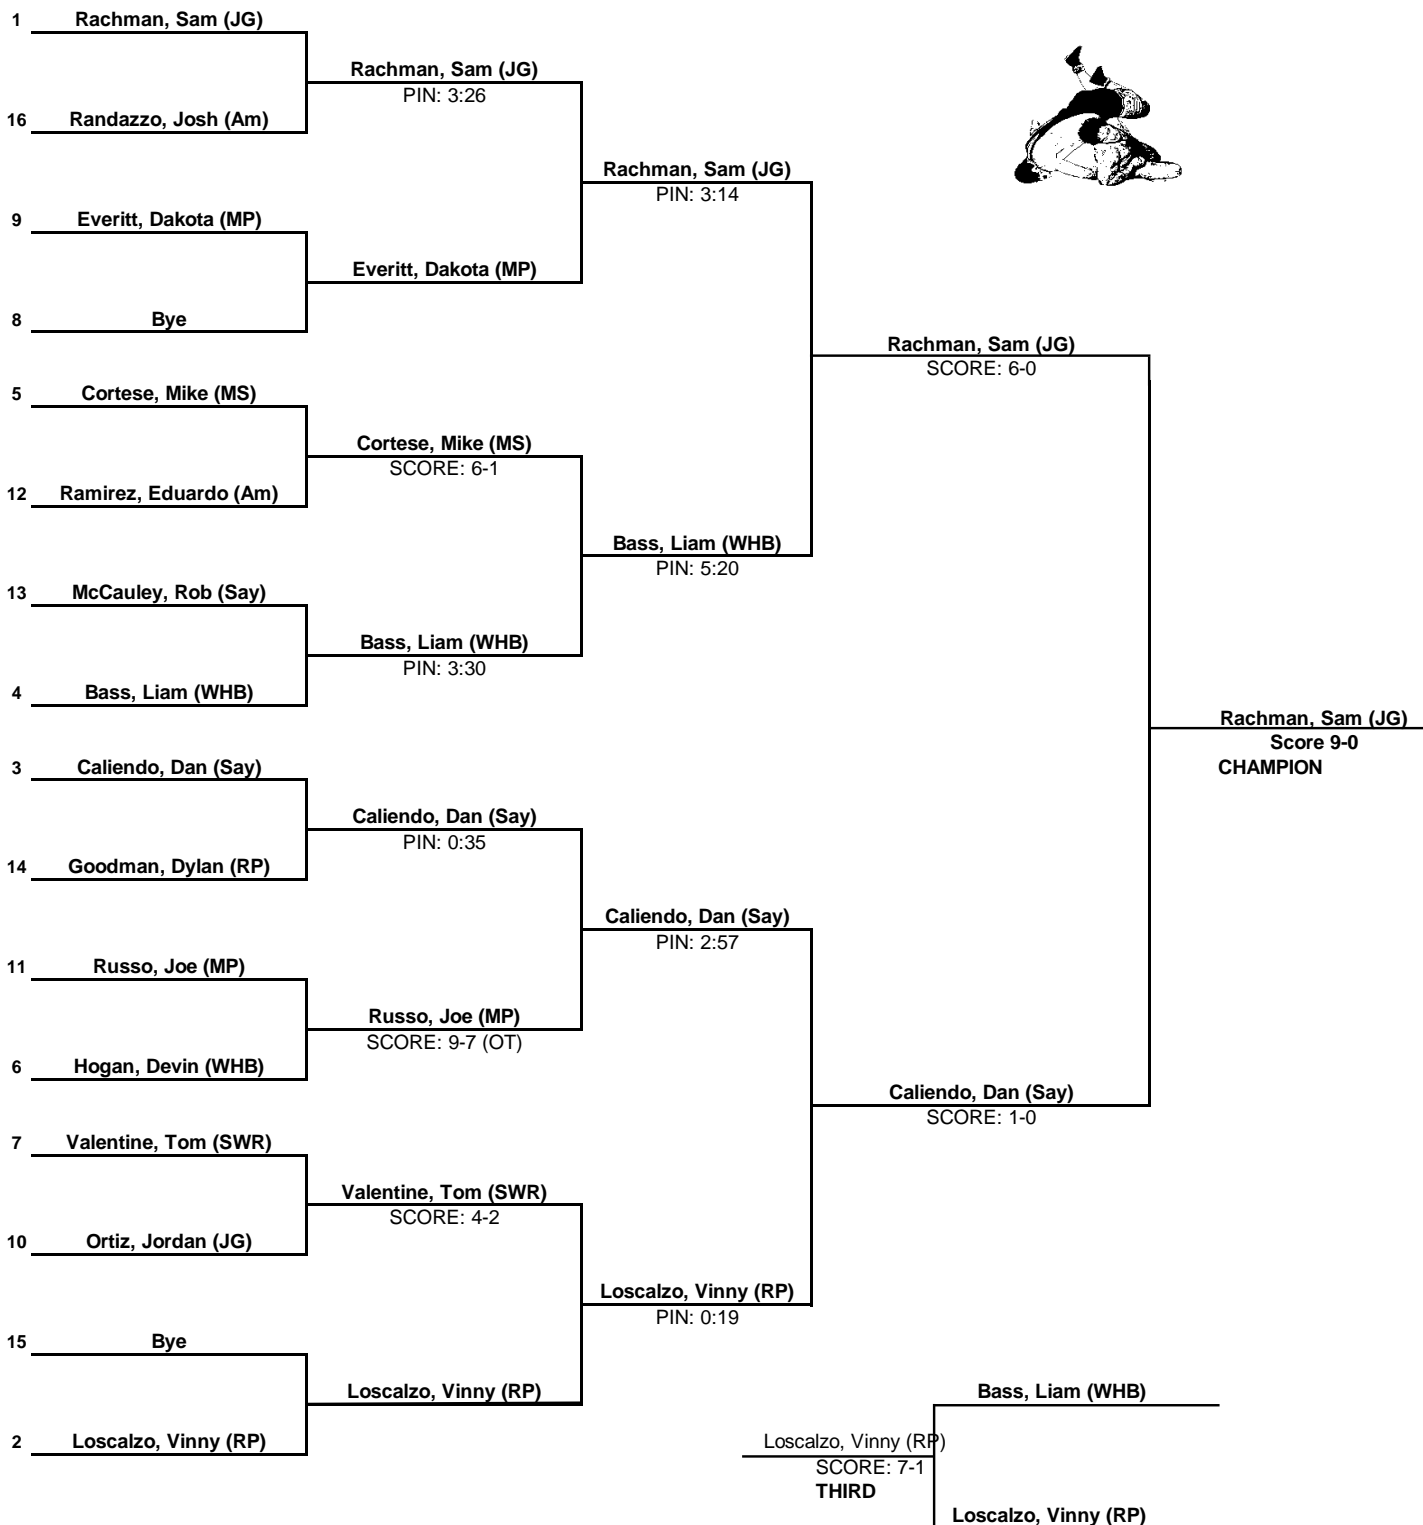 1 Rachman, Sam (JG)
Rachman, Sam (JG)
PIN: 3:26
16 Randazzo, Josh (Am)
Rachman, Sam (JG)
PIN: 3:14
9 Everitt, Dakota (MP)
Everitt, Dakota (MP)
8 Bye
Rachman, Sam (JG)
SCORE: 6-0
5 Cortese, Mike (MS)
Cortese, Mike (MS)
SCORE: 6-1
12 Ramirez, Eduardo (Am)
Bass, Liam (WHB)
PIN: 5:20
13 McCauley, Rob (Say)
Bass, Liam (WHB)
PIN: 3:30
4 Bass, Liam (WHB)
Rachman, Sam (JG)
Score 9-0
CHAMPION
3 Caliendo, Dan (Say)
Caliendo, Dan (Say)
PIN: 0:35
14 Goodman, Dylan (RP)
Caliendo, Dan (Say)
PIN: 2:57
11 Russo, Joe (MP)
Russo, Joe (MP)
SCORE: 9-7 (OT)
6 Hogan, Devin (WHB)
Caliendo, Dan (Say)
SCORE: 1-0
7 Valentine, Tom (SWR)
Valentine, Tom (SWR)
SCORE: 4-2
10 Ortiz, Jordan (JG)
Loscalzo, Vinny (RP)
PIN: 0:19
15 Bye
Loscalzo, Vinny (RP)
2 Loscalzo, Vinny (RP)
Bass, Liam (WHB)
Loscalzo, Vinny (RP)
SCORE: 7-1
THIRD
Loscalzo, Vinny (RP)